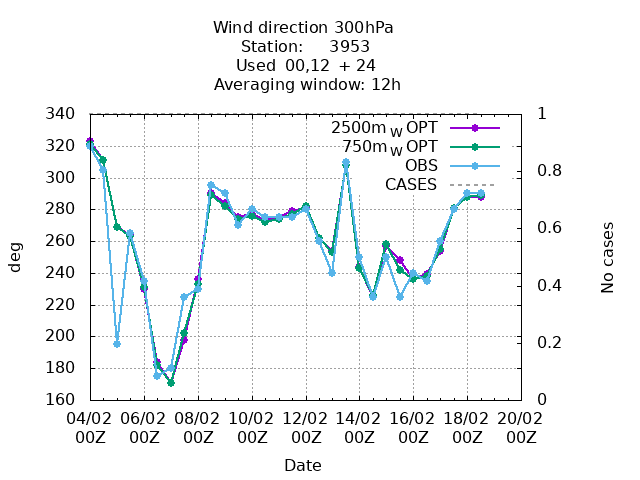 Wind direction 300hPa
Station:     3953
Used  00,12  + 24
Averaging window: 12h
340
320
300
280
260
240
220
200
180
160
deg
1
0.8
0.6
0.4
0.2
0
No cases
2500m W OPT
750m W OPT
OBS
CASES
04/02 06/02 08/02 10/02 12/02 14/02 16/02 18/02 20/02
00Z 00Z 00Z 00Z 00Z 00Z 00Z 00Z 00Z
Date